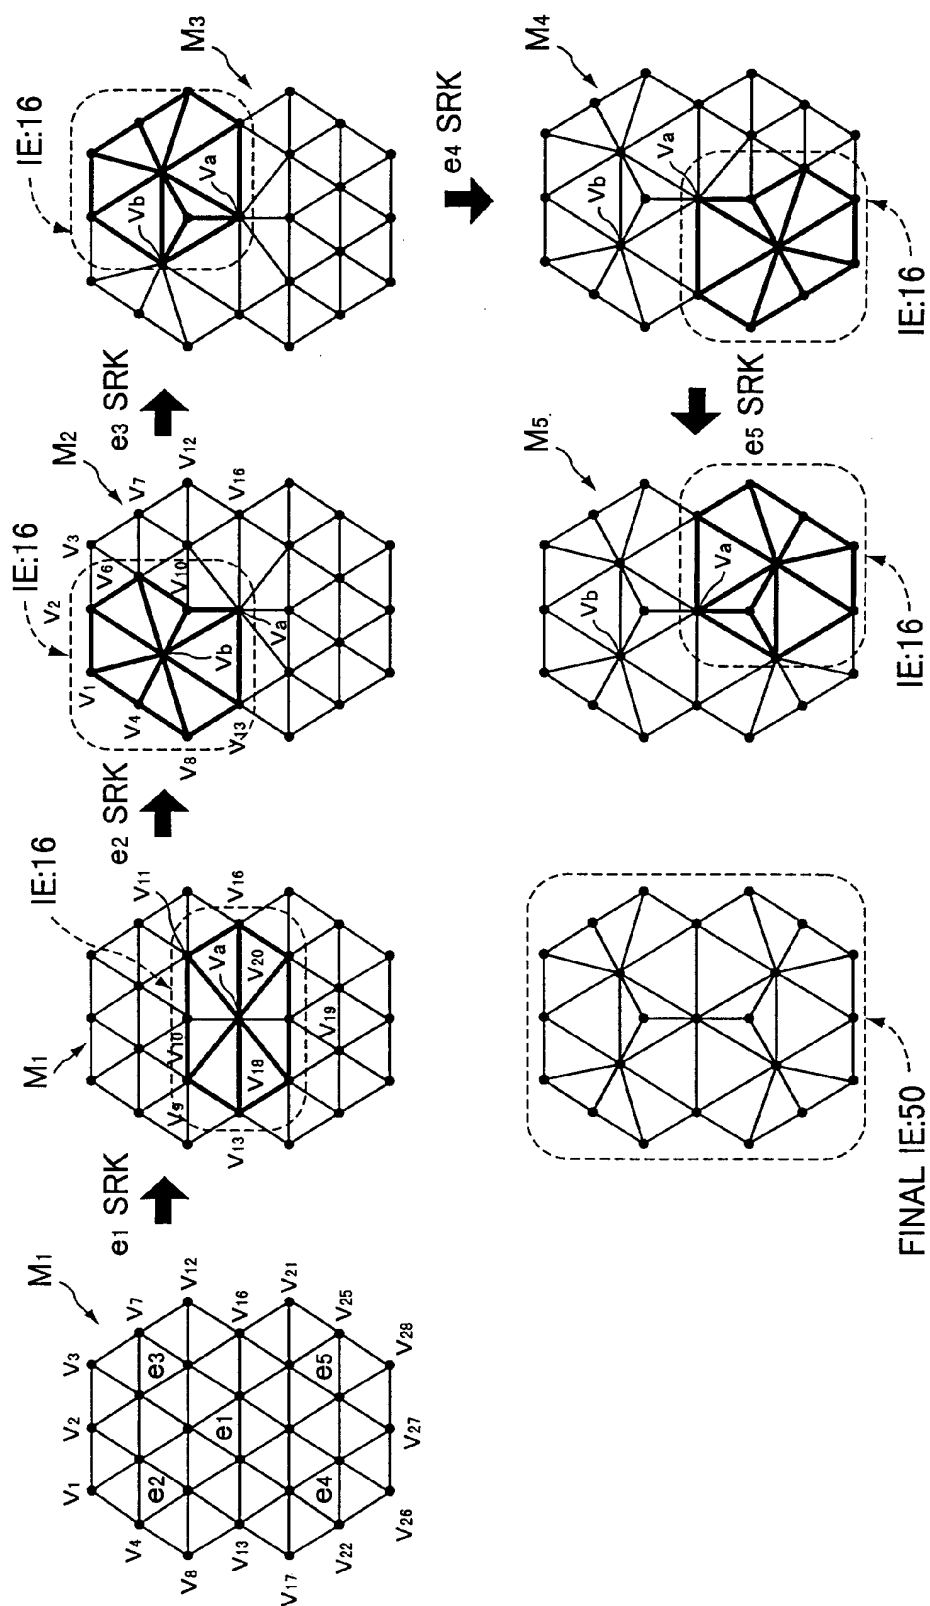 M1
V1 V2 V3
V4 V7
e2 e3
V8 V12
e1
V13 V16
V17 V21
e4 e5
V22 V25
V26 V27 V28
e1 SRK
M1
IE:16
V11
V9 V10 Va
V13 V16
V18 V20
V19
e2 SRK
IE:16
M2
V1 V2 V3
V4 V6 V7
V8 V10 V12
Vb
V13 Va V16
e3 SRK
IE:16
M3
Vb
Va
e4 SRK
M4
Vb
Va
IE:16
e5 SRK
M5
Vb
Va
IE:16
FINAL IE:50